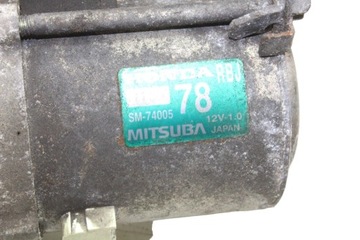 HONDA RBJ
78
SM-74005 12V-1.0
MITSUBA JAPAN